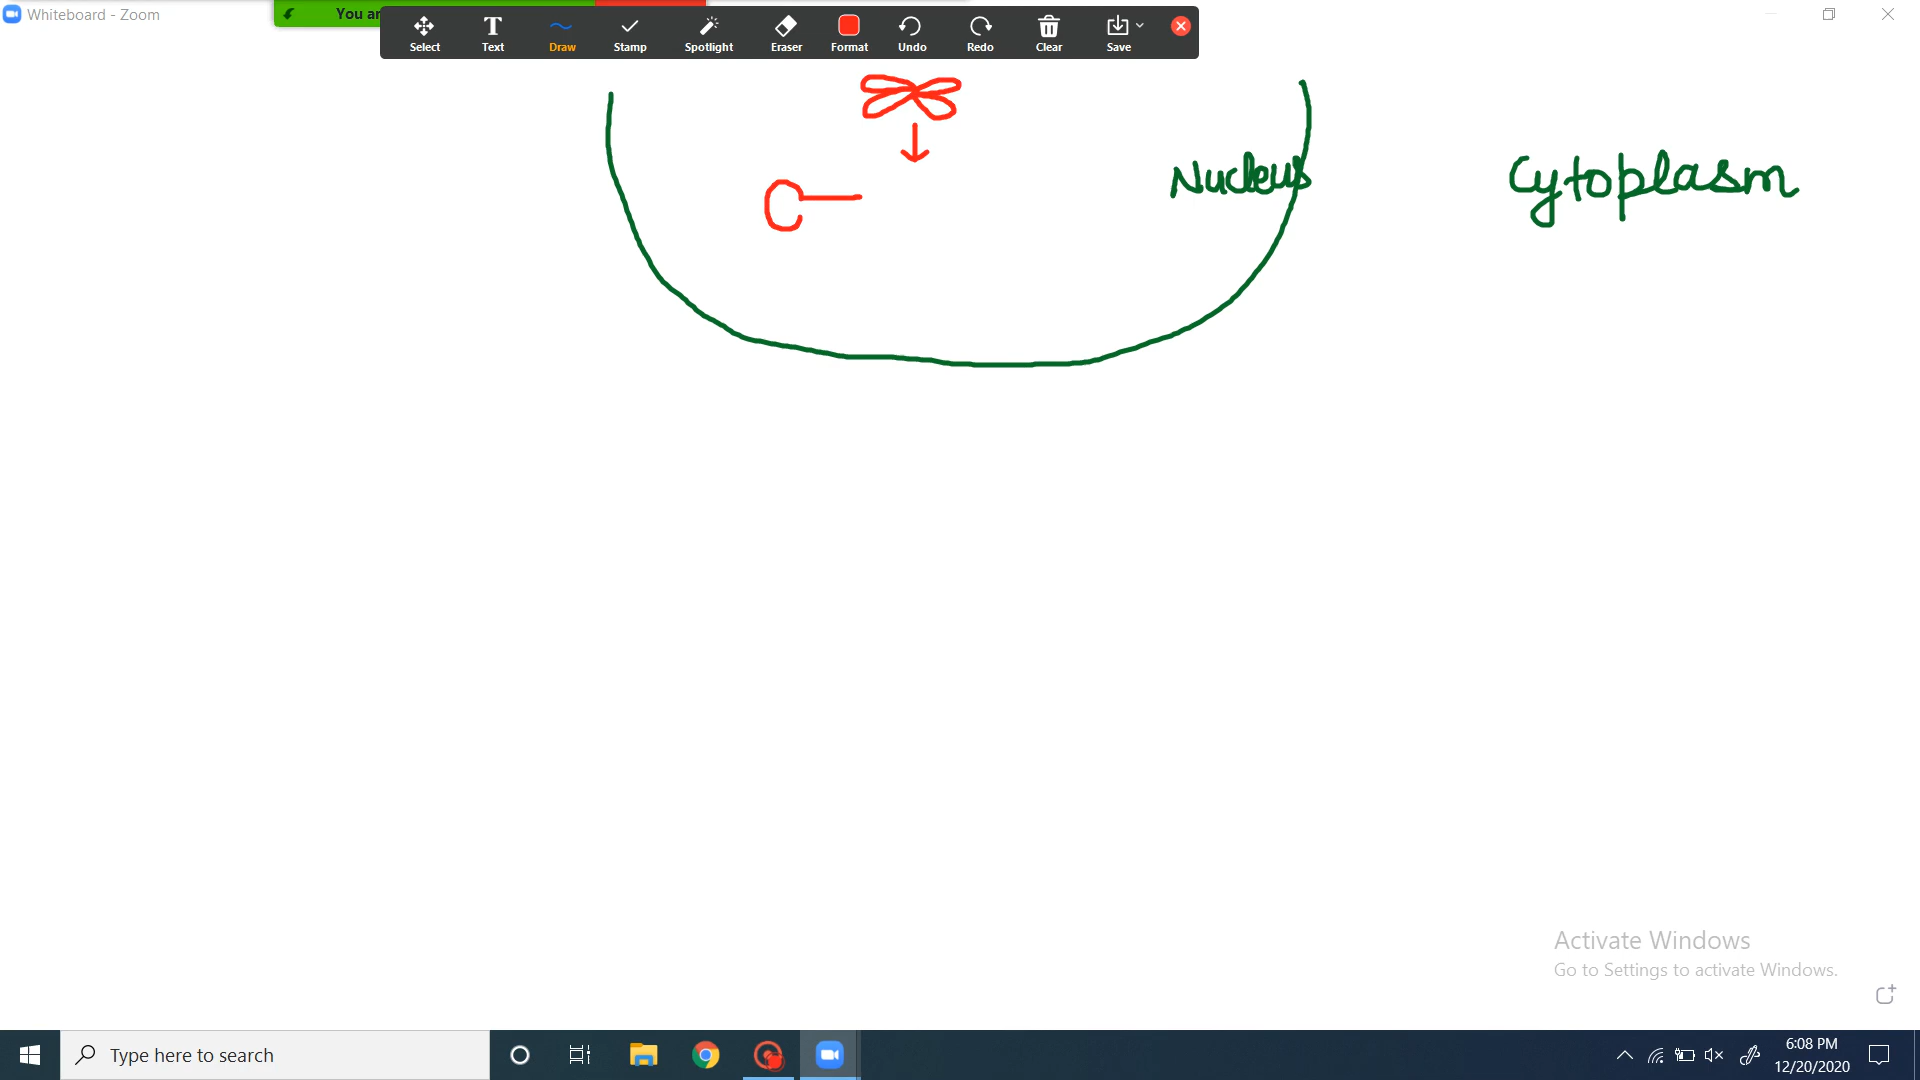 Whiteboard - Zoom
You ar
Select Text Draw Stamp Spotlight Eraser Format Undo Redo Clear Save
Nucleus
Cytoplasm
Activate Windows
Go to Settings to activate Windows.
Type here to search
6:08 PM
12/20/2020